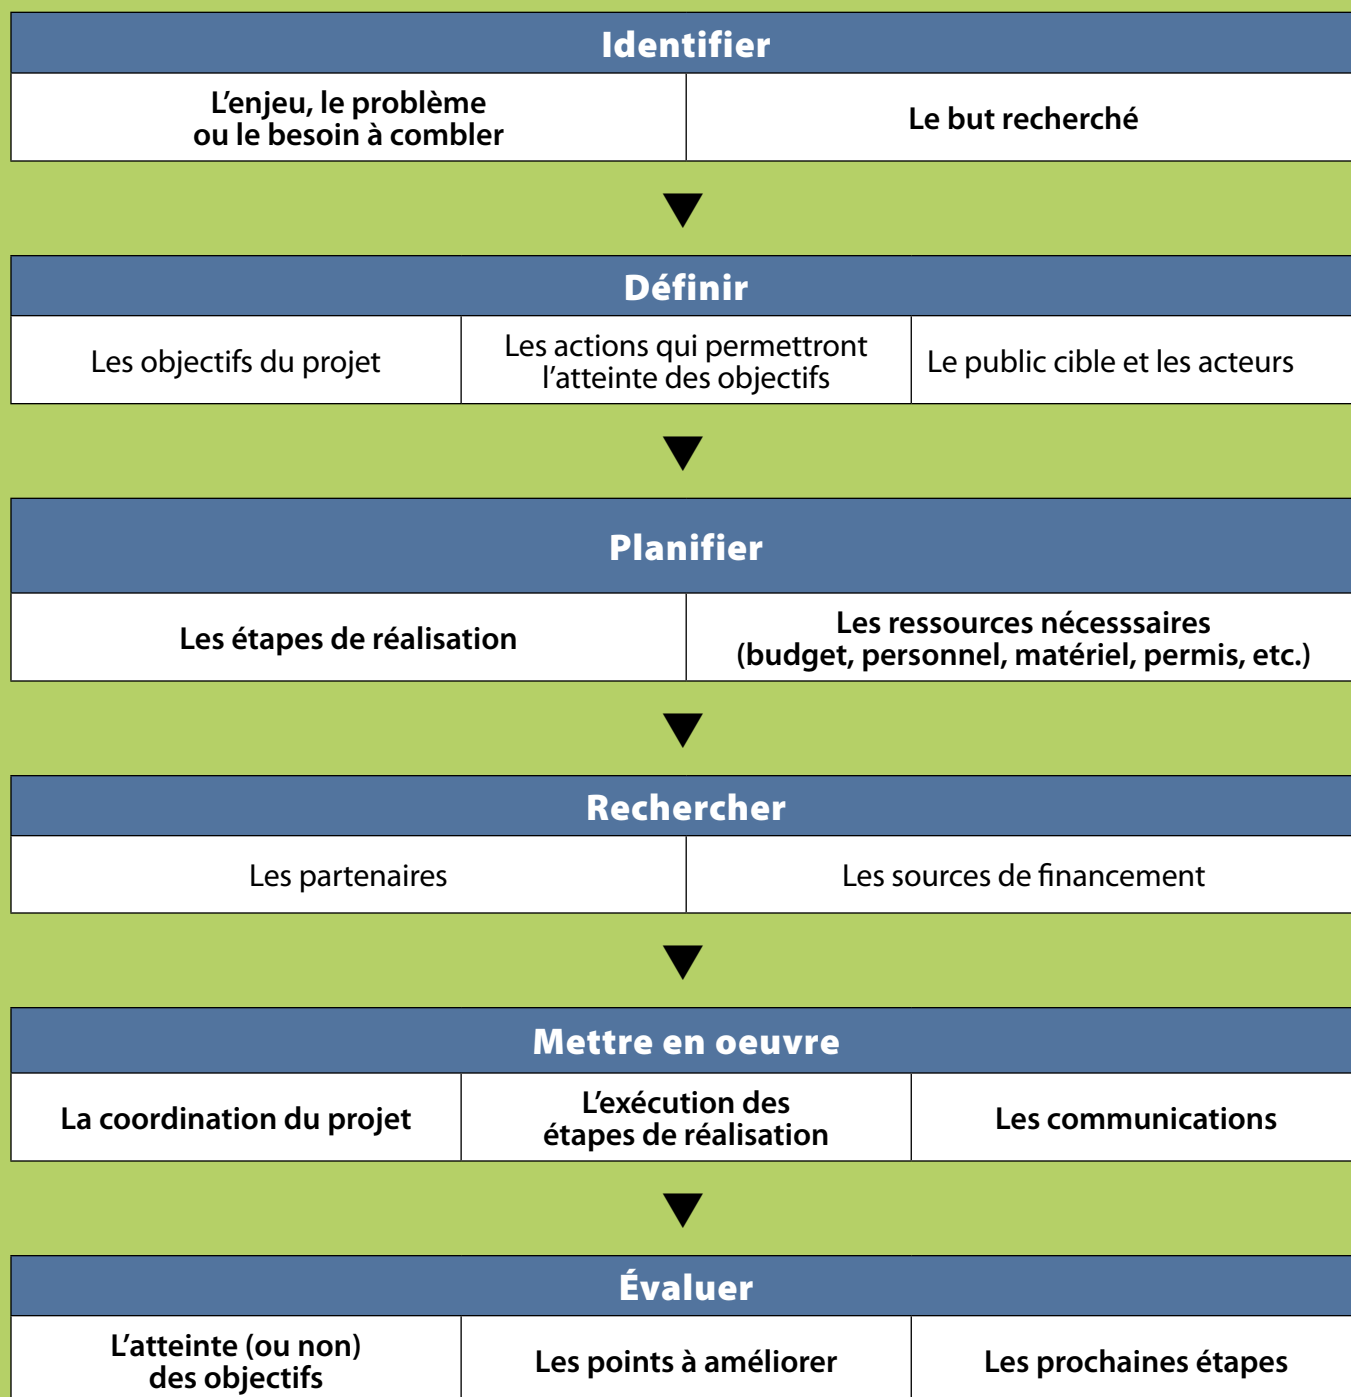 Identifier
L'enjeu, le problème
ou le besoin à combler
Le but recherché
Définir
Les objectifs du projet
Les actions qui permettront
l'atteinte des objectifs
Le public cible et les acteurs
Planifier
Les étapes de réalisation
Les ressources nécesssaires
(budget, personnel, matériel, permis, etc.)
Rechercher
Les partenaires
Les sources de financement
Mettre en oeuvre
La coordination du projet
L'exécution des
étapes de réalisation
Les communications
Évaluer
L'atteinte (ou non)
des objectifs
Les points à améliorer
Les prochaines étapes